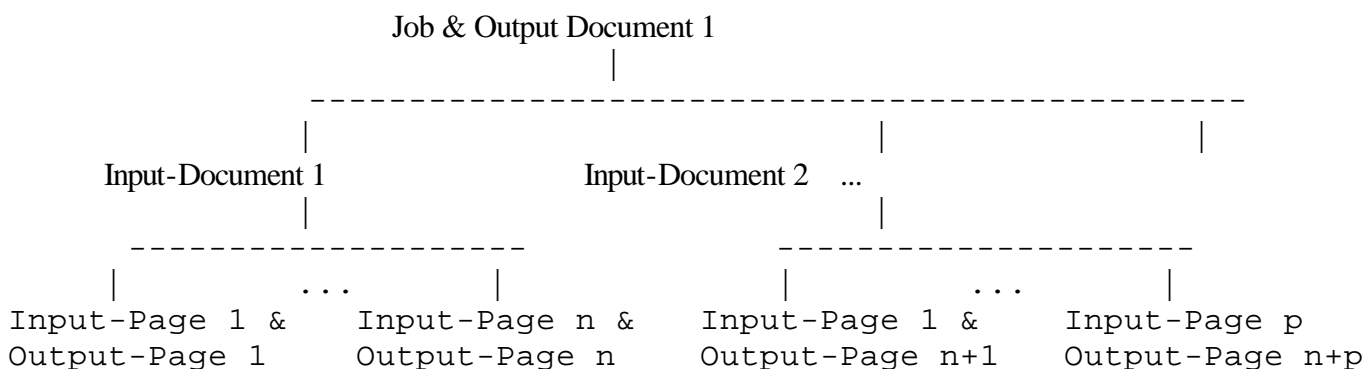 Job & Output Document 1
|
-----------------------------------------------
| | |
Input-Document 1 Input-Document 2 ...
| |
-------------------- ---------------------
| ... | | ... |
Input-Page 1 & Input-Page n & Input-Page 1 & Input-Page p
Output-Page 1 Output-Page n Output-Page n+1 Output-Page n+p